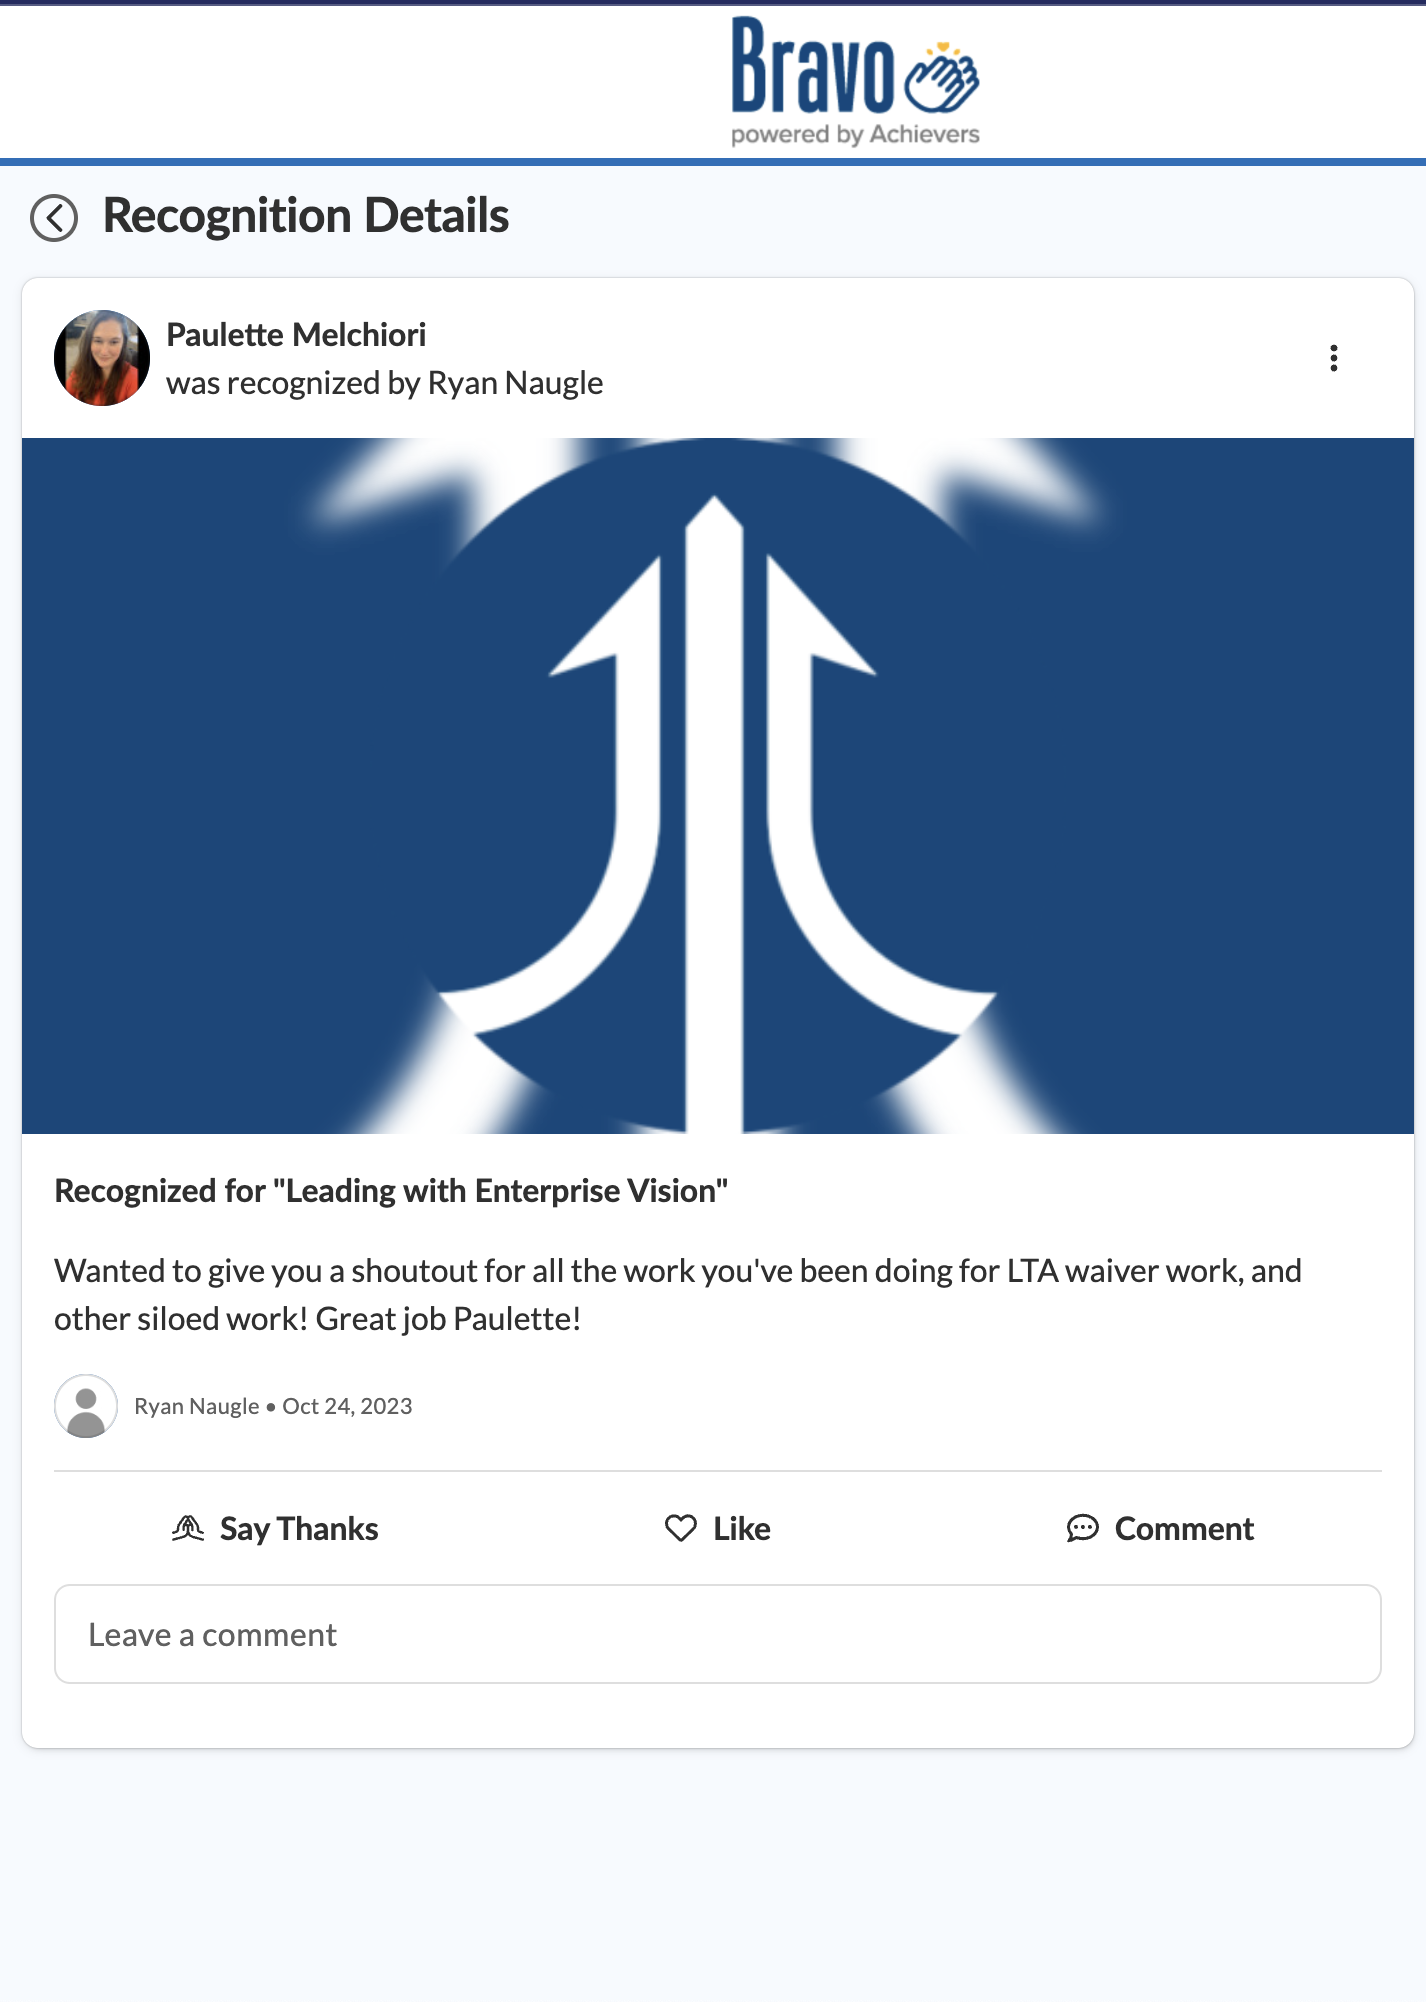 Bravo
powered by Achievers
Recognition Details
Paulette Melchiori
was recognized by Ryan Naugle
Recognized for "Leading with Enterprise Vision"
Wanted to give you a shoutout for all the work you've been doing for LTA waiver work, and
other siloed work! Great job Paulette!
Ryan Naugle • Oct 24, 2023
Say Thanks
Like
Comment
Leave a comment